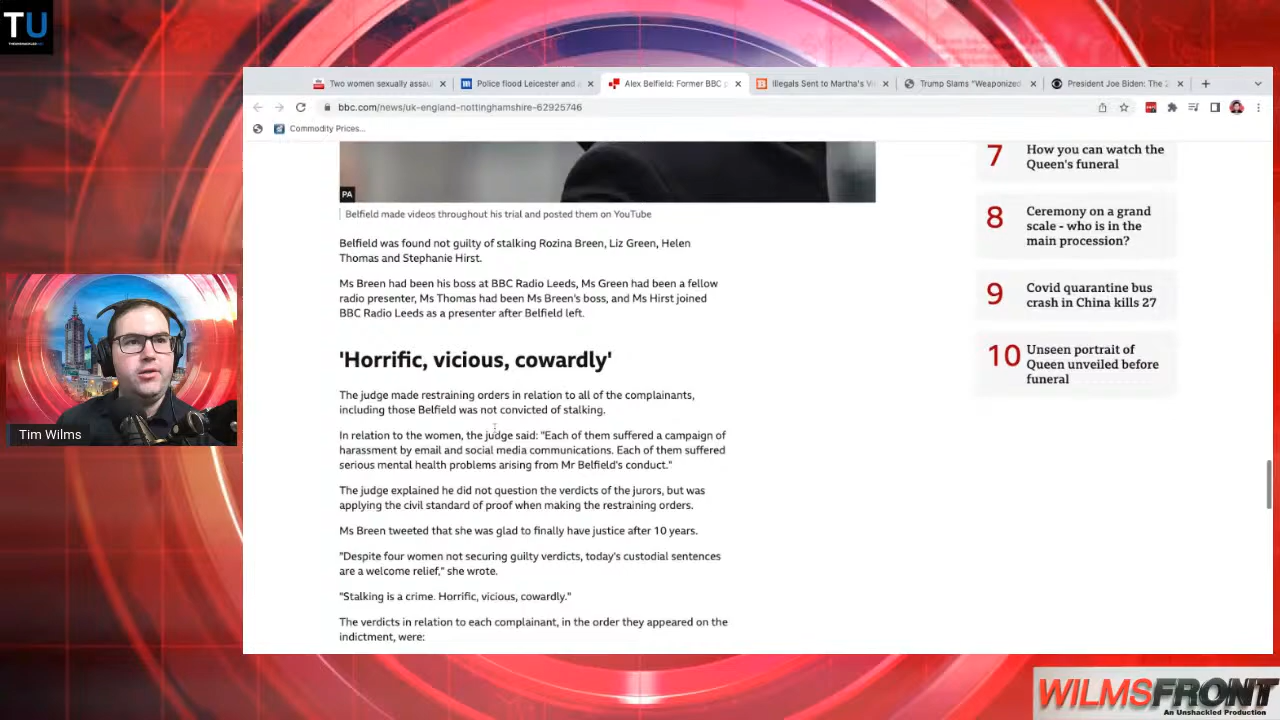 TU
Two women sexually assau
Police flood Leicester and a
Alex Belfield: Former BBC p
Illegals Sent to Martha's Vi
Trump Slams "Weaponized
President Joe Biden: The 2
bbc.com/news/uk-england-nottinghamshire-62925746
Commodity Prices...
PA
Belfield made videos throughout his trial and posted them on YouTube
Belfield was found not guilty of stalking Rozina Breen, Liz Green, Helen
Thomas and Stephanie Hirst.
Ms Breen had been his boss at BBC Radio Leeds, Ms Green had been a fellow
radio presenter, Ms Thomas had been Ms Breen's boss, and Ms Hirst joined
BBC Radio Leeds as a presenter after Belfield left.
'Horrific, vicious, cowardly'
The judge made restraining orders in relation to all of the complainants,
including those Belfield was not convicted of stalking.
In relation to the women, the judge said: "Each of them suffered a campaign of
harassment by email and social media communications. Each of them suffered
serious mental health problems arising from Mr Belfield's conduct."
The judge explained he did not question the verdicts of the jurors, but was
applying the civil standard of proof when making the restraining orders.
Ms Breen tweeted that she was glad to finally have justice after 10 years.
"Despite four women not securing guilty verdicts, today's custodial sentences
are a welcome relief," she wrote.
"Stalking is a crime. Horrific, vicious, cowardly."
The verdicts in relation to each complainant, in the order they appeared on the
indictment, were:
7
How you can watch the
Queen's funeral
8
Ceremony on a grand
scale - who is in the
main procession?
9
Covid quarantine bus
crash in China kills 27
10
Unseen portrait of
Queen unveiled before
funeral
Tim Wilms
WILMSFRONT
An Unshackled Production